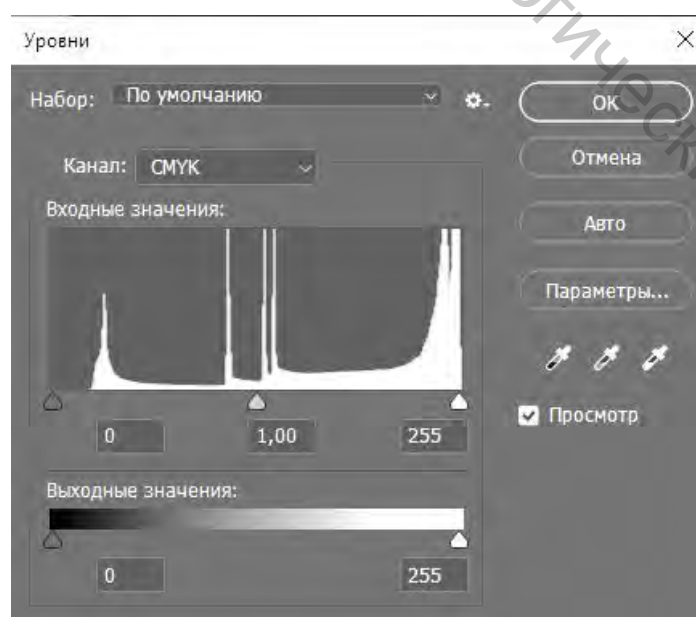 Уровни
Набор: По умолчанию
OK
Канал: CMYK
Отмена
Входные значения:
Авто
Параметры...
Просмотр
0 1,00 255
Выходные значения:
0 255